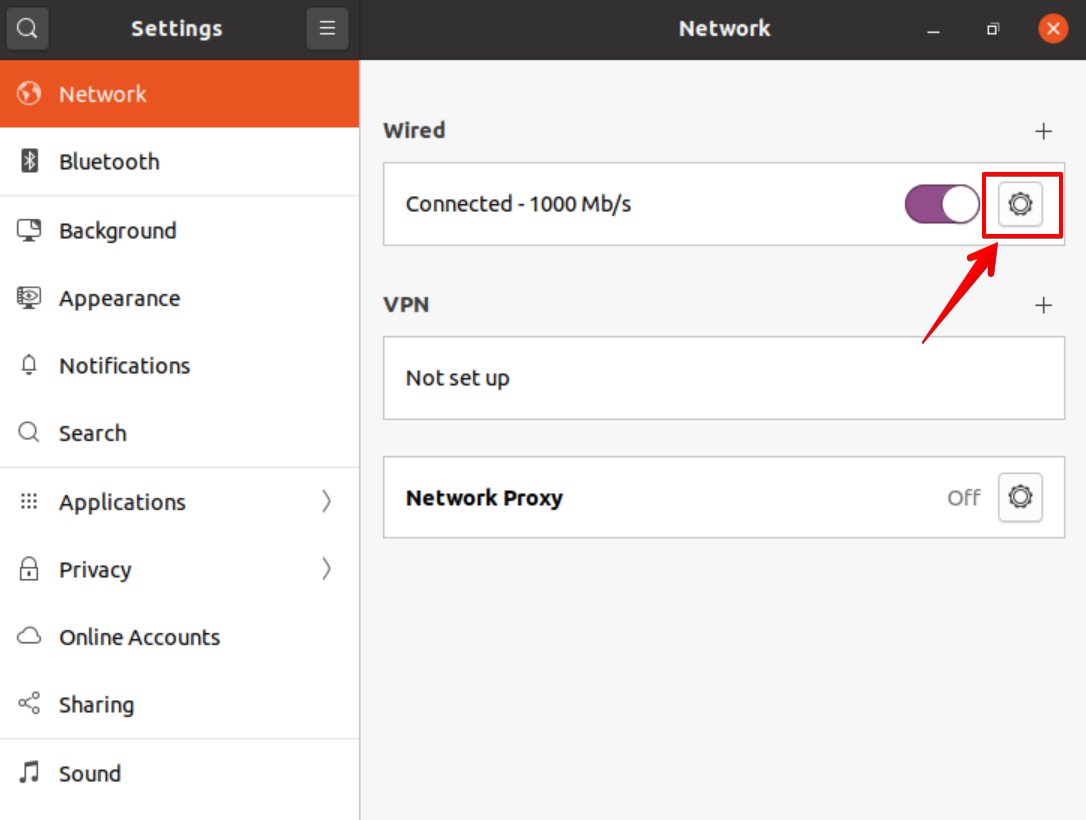 Settings
Network
Network
Bluetooth
Background
Appearance
Notifications
Search
Applications
Privacy
Online Accounts
Sharing
Sound
Wired
Connected - 1000 Mb/s
VPN
Not set up
Network Proxy Off